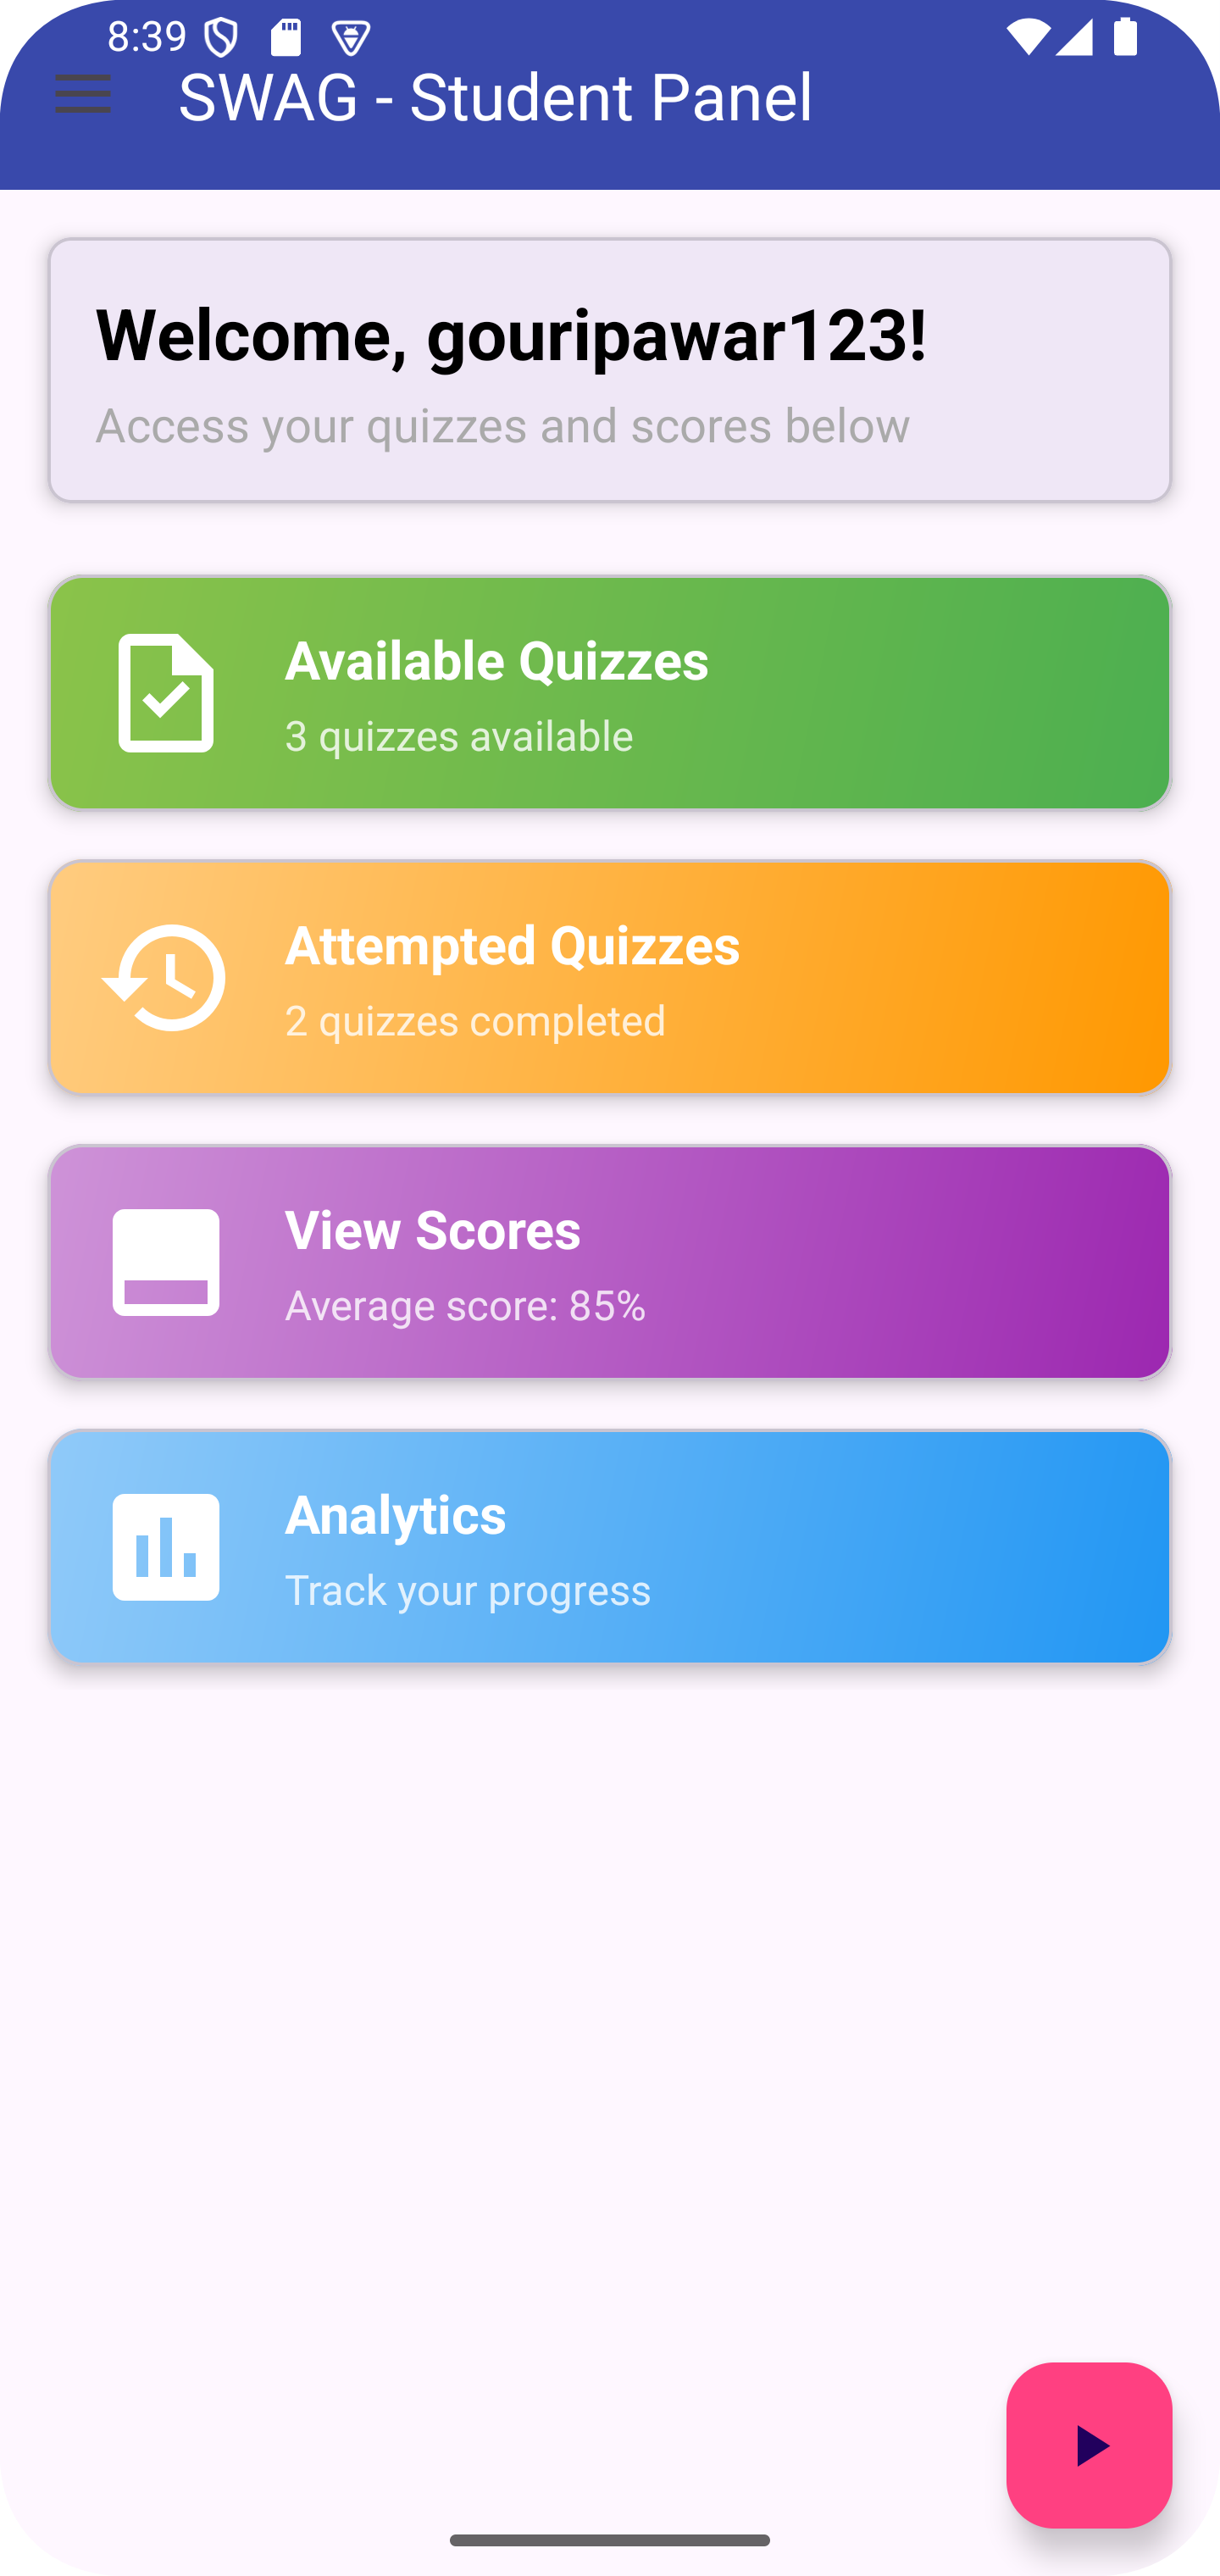 8:39
SWAG - Student Panel
Welcome, gouripawar123!
Access your quizzes and scores below
Available Quizzes
3 quizzes available
Attempted Quizzes
2 quizzes completed
View Scores
Average score: 85%
Analytics
Track your progress